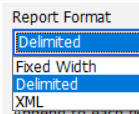 Report Format
Delimited
Fixed Width
Delimited
XML